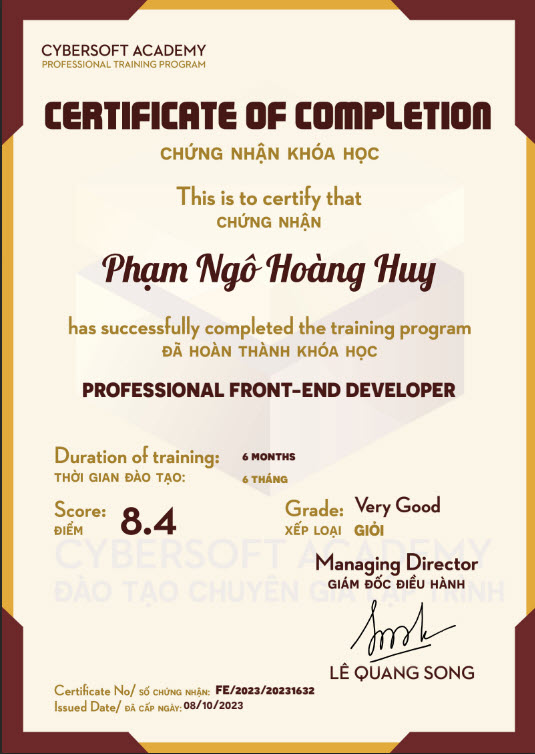 CYBERSOFT ACADEMY
PROFESSIONAL TRAINING PROGRAM
CERTIFICATE OF COMPLETION
CHỨNG NHẬN KHÓA HỌC
This is to certify that
CHỨNG NHẬN
Phạm Ngô Hoàng Huy
has successfully completed the training program
ĐÃ HOÀN THÀNH KHÓA HỌC
PROFESSIONAL FRONT-END DEVELOPER
Duration of training: 6 MONTHS
THỜI GIAN ĐÀO TẠO: 6 THÁNG
Score: 8.4 Grade: Very Good
ĐIỂM XẾP LOẠI GIỎI
CYBERSOFT ACADEMY
ĐÀO TẠO CHUYÊN GIA LẬP TRÌNH
Managing Director
GIÁM ĐỐC ĐIỀU HÀNH
LÊ QUANG SONG
Certificate No/ SỐ CHỨNG NHẬN: FE/2023/20231632
Issued Date/ ĐÃ CẤP NGÀY: 08/10/2023